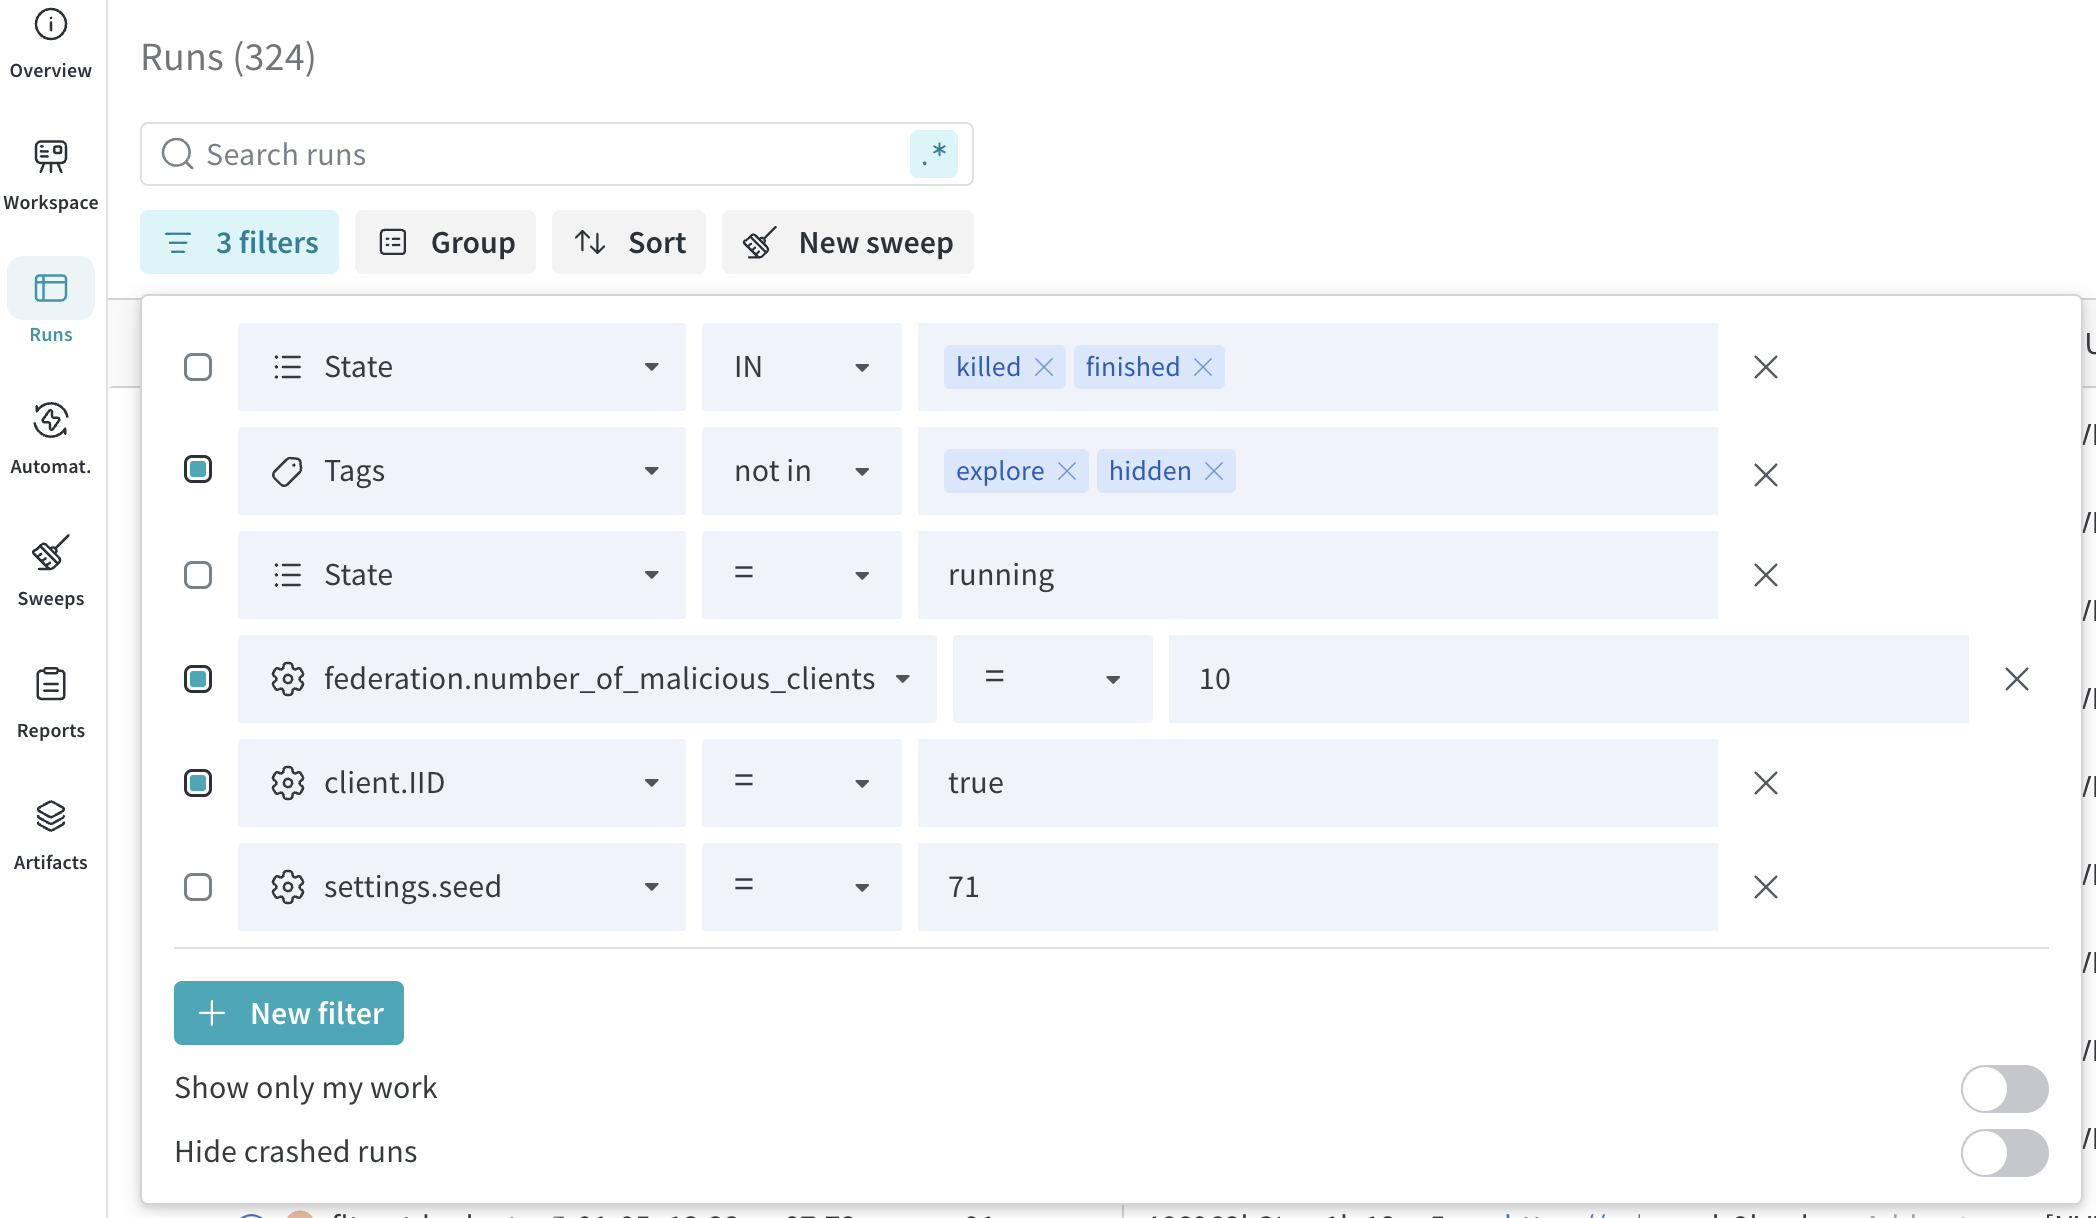 Overview
Workspace
Runs
Automat.
Sweeps
Reports
Artifacts
Runs (324)
Search runs .*
3 filters Group Sort New sweep
State IN killed finished
Tags not in explore hidden
State = running
federation.number_of_malicious_clients = 10
client.IID = true
settings.seed = 71
New filter
Show only my work
Hide crashed runs